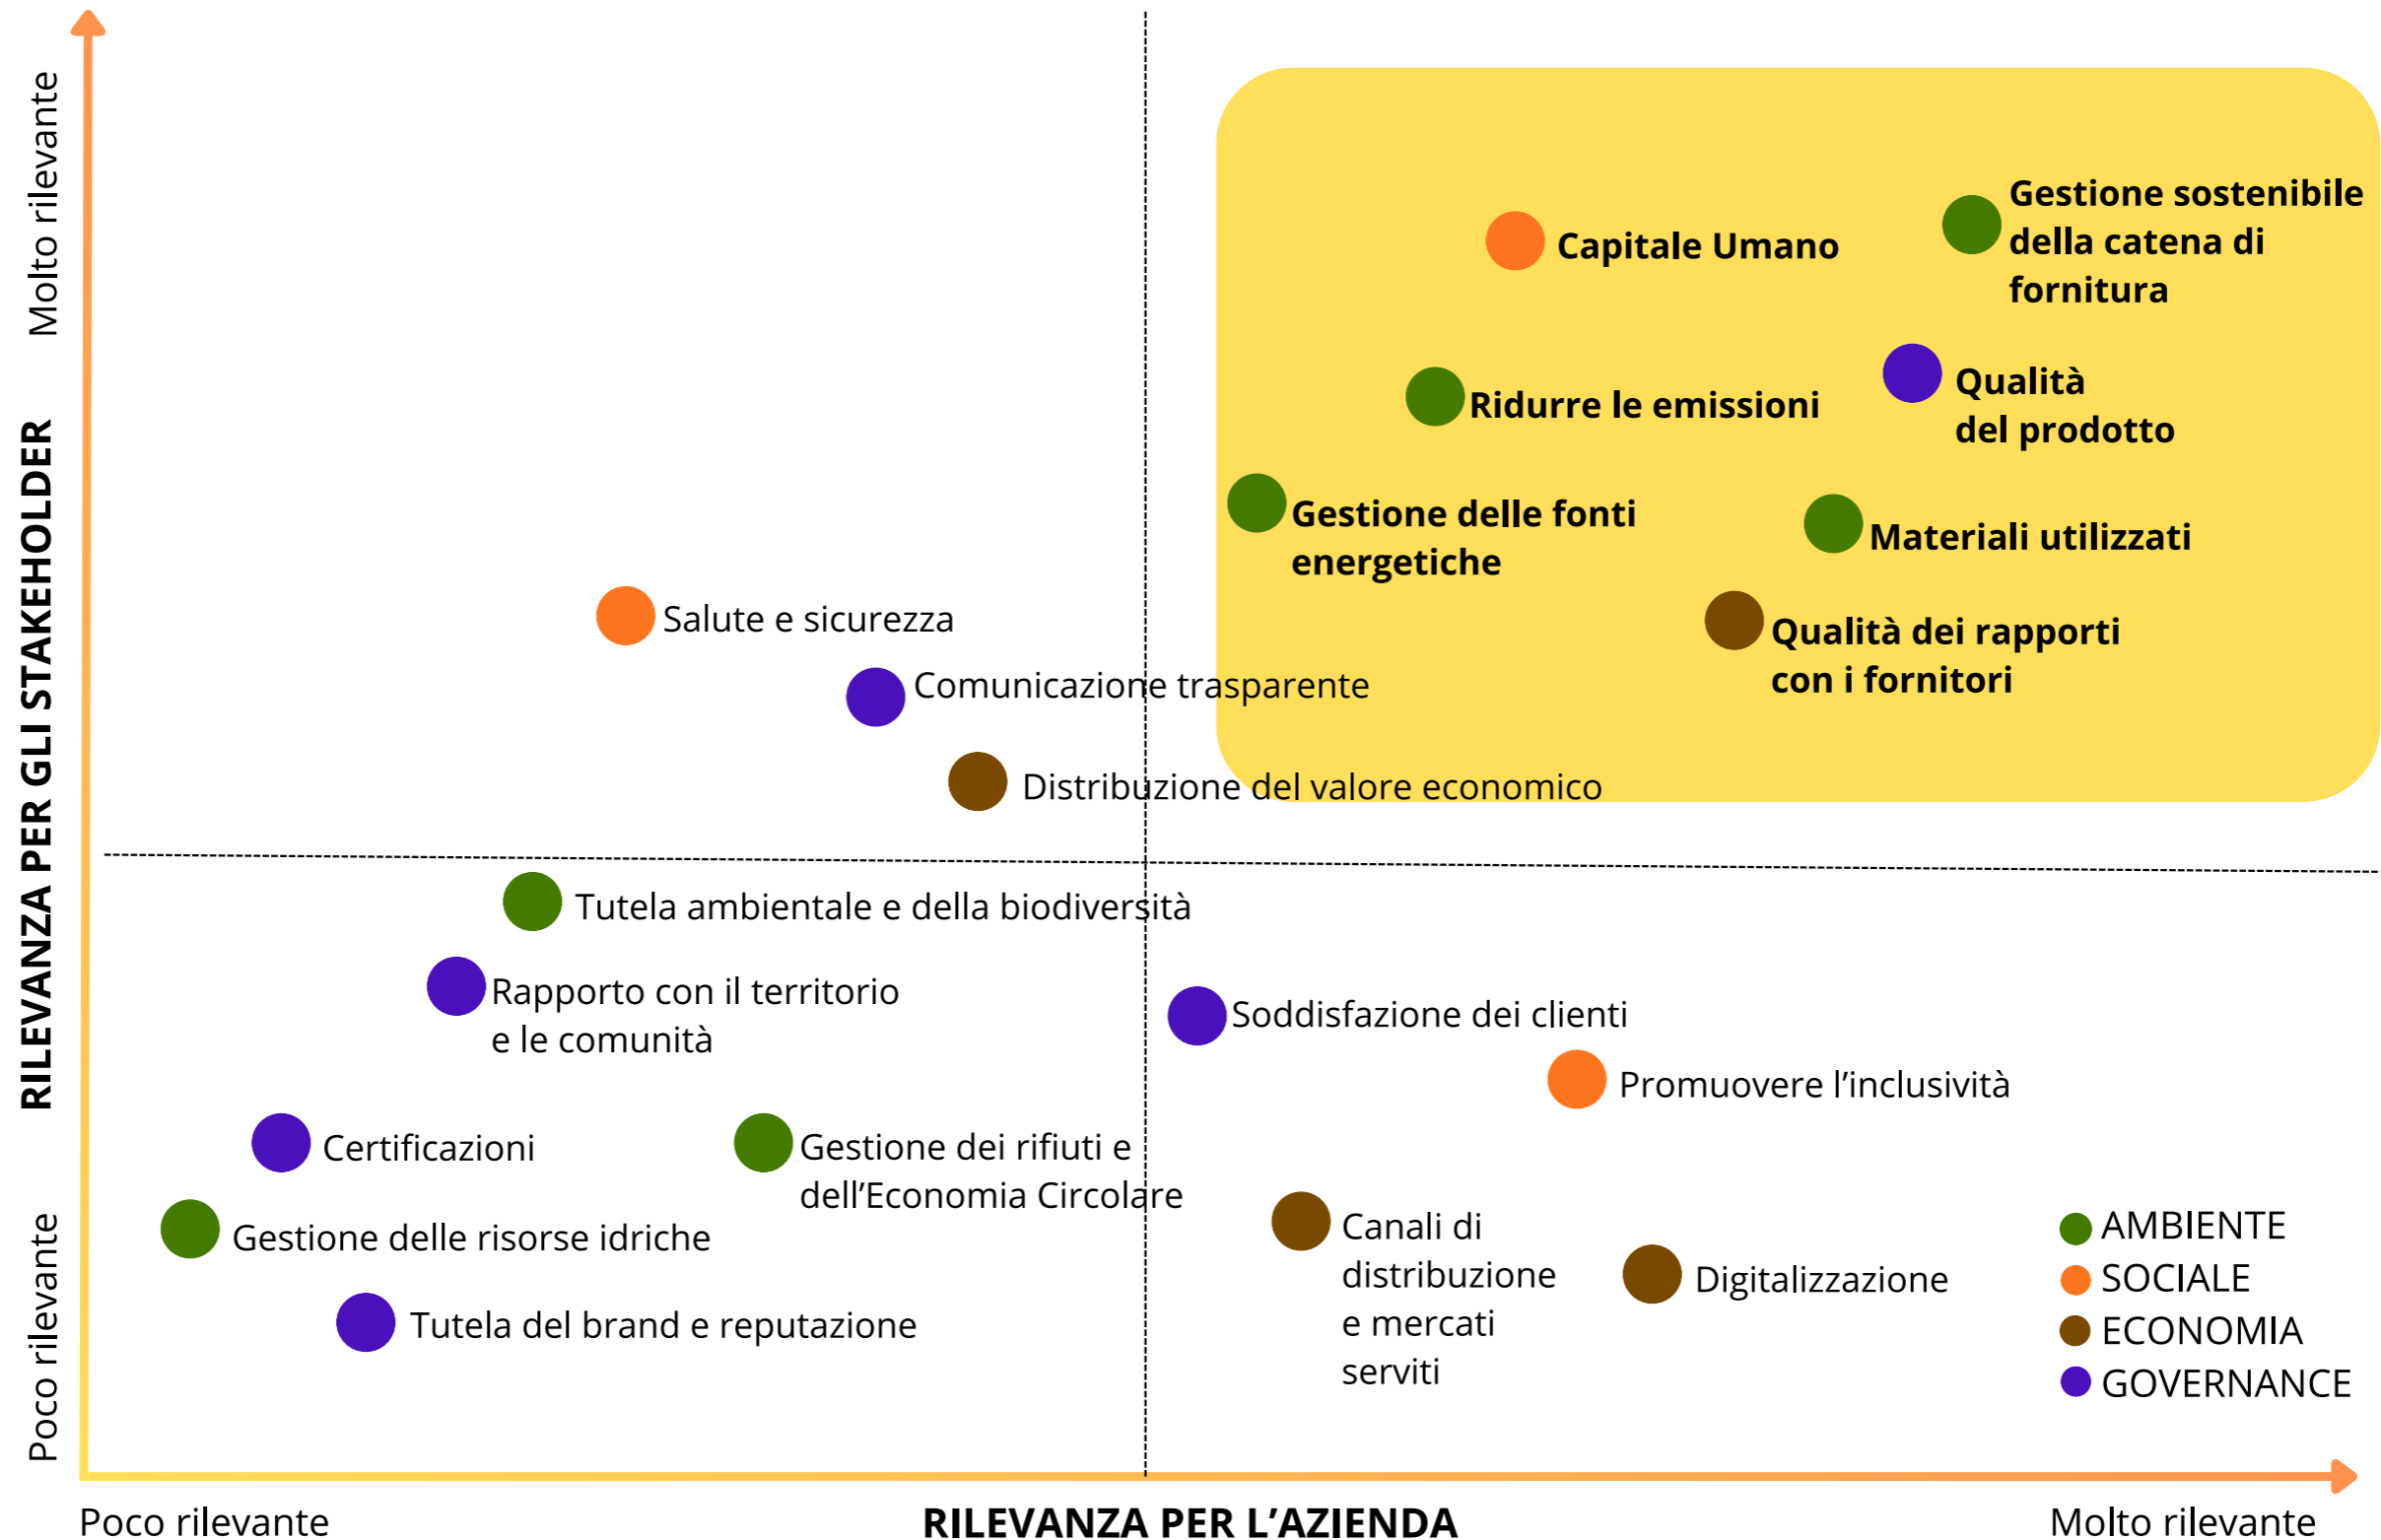 Molto rilevante
RILEVANZA PER GLI STAKEHOLDER
Poco rilevante
Capitale Umano
Gestione sostenibile
della catena di
fornitura
Ridurre le emissioni
Qualità
del prodotto
Gestione delle fonti
energetiche
Materiali utilizzati
Qualità dei rapporti
con i fornitori
Salute e sicurezza
Comunicazione trasparente
Distribuzione del valore economico
Tutela ambientale e della biodiversità
Rapporto con il territorio
e le comunità
Soddisfazione dei clienti
Promuovere l’inclusività
Certificazioni
Gestione dei rifiuti e
dell’Economia Circolare
Gestione delle risorse idriche
Tutela del brand e reputazione
Canali di
distribuzione
e mercati
serviti
Digitalizzazione
AMBIENTE
SOCIALE
ECONOMIA
GOVERNANCE
Poco rilevante
RILEVANZA PER L’AZIENDA
Molto rilevante